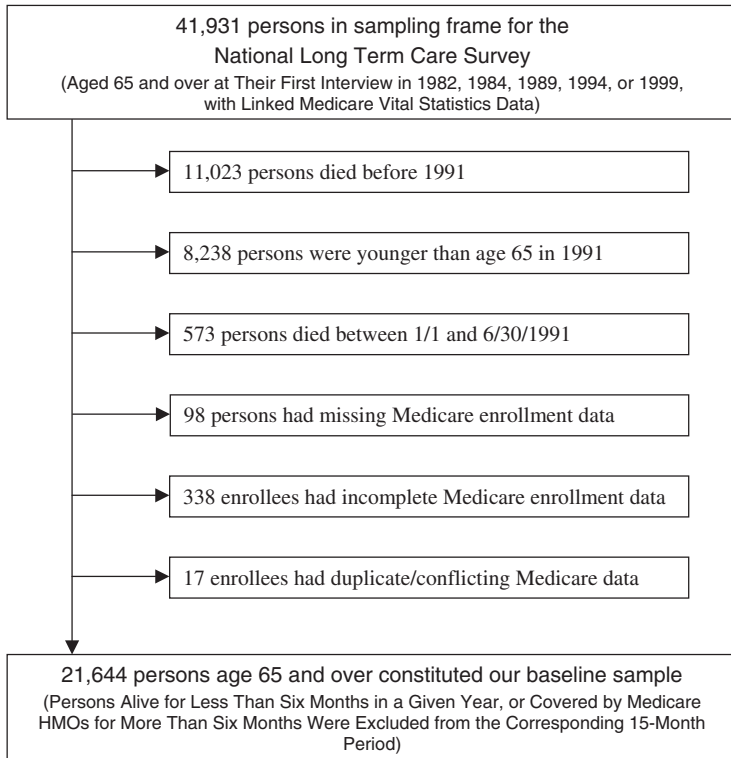 41,931 persons in sampling frame for the
National Long Term Care Survey
(Aged 65 and over at Their First Interview in 1982, 1984, 1989, 1994, or 1999,
with Linked Medicare Vital Statistics Data)
11,023 persons died before 1991
8,238 persons were younger than age 65 in 1991
573 persons died between 1/1 and 6/30/1991
98 persons had missing Medicare enrollment data
338 enrollees had incomplete Medicare enrollment data
17 enrollees had duplicate/conflicting Medicare data
21,644 persons age 65 and over constituted our baseline sample
(Persons Alive for Less Than Six Months in a Given Year, or Covered by Medicare
HMOs for More Than Six Months Were Excluded from the Corresponding 15-Month
Period)